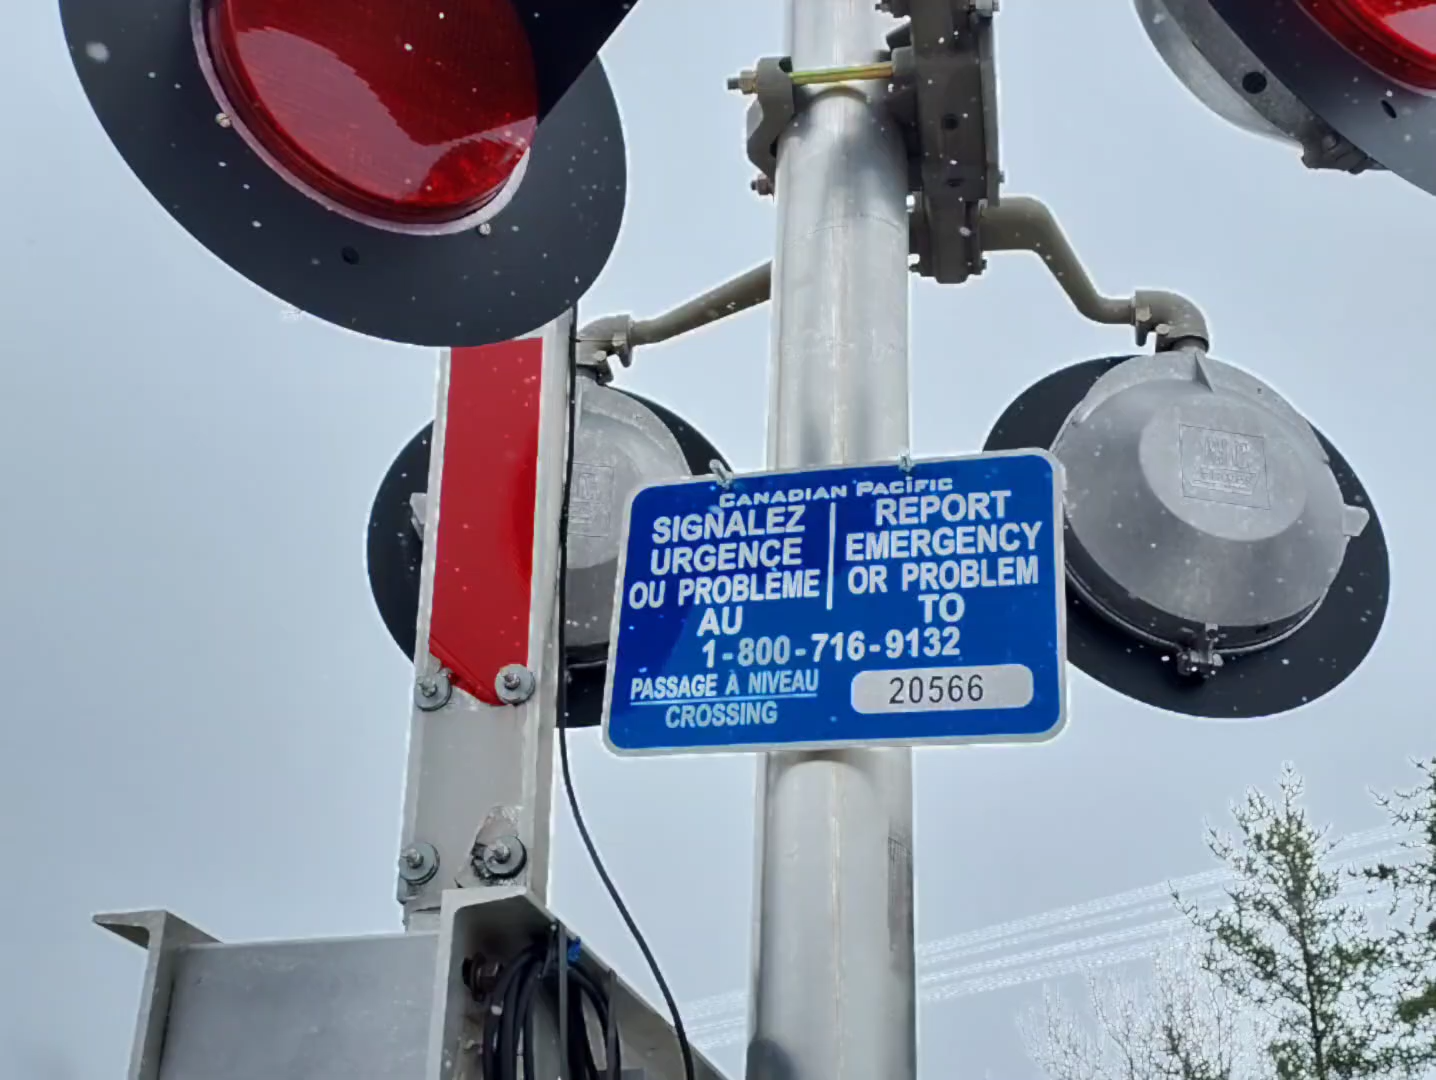 CANADIAN PACIFIC
SIGNALEZ
URGENCE
OU PROBLÈME
AU
REPORT
EMERGENCY
OR PROBLEM
TO
1-800-716-9132
PASSAGE À NIVEAU
CROSSING
20566